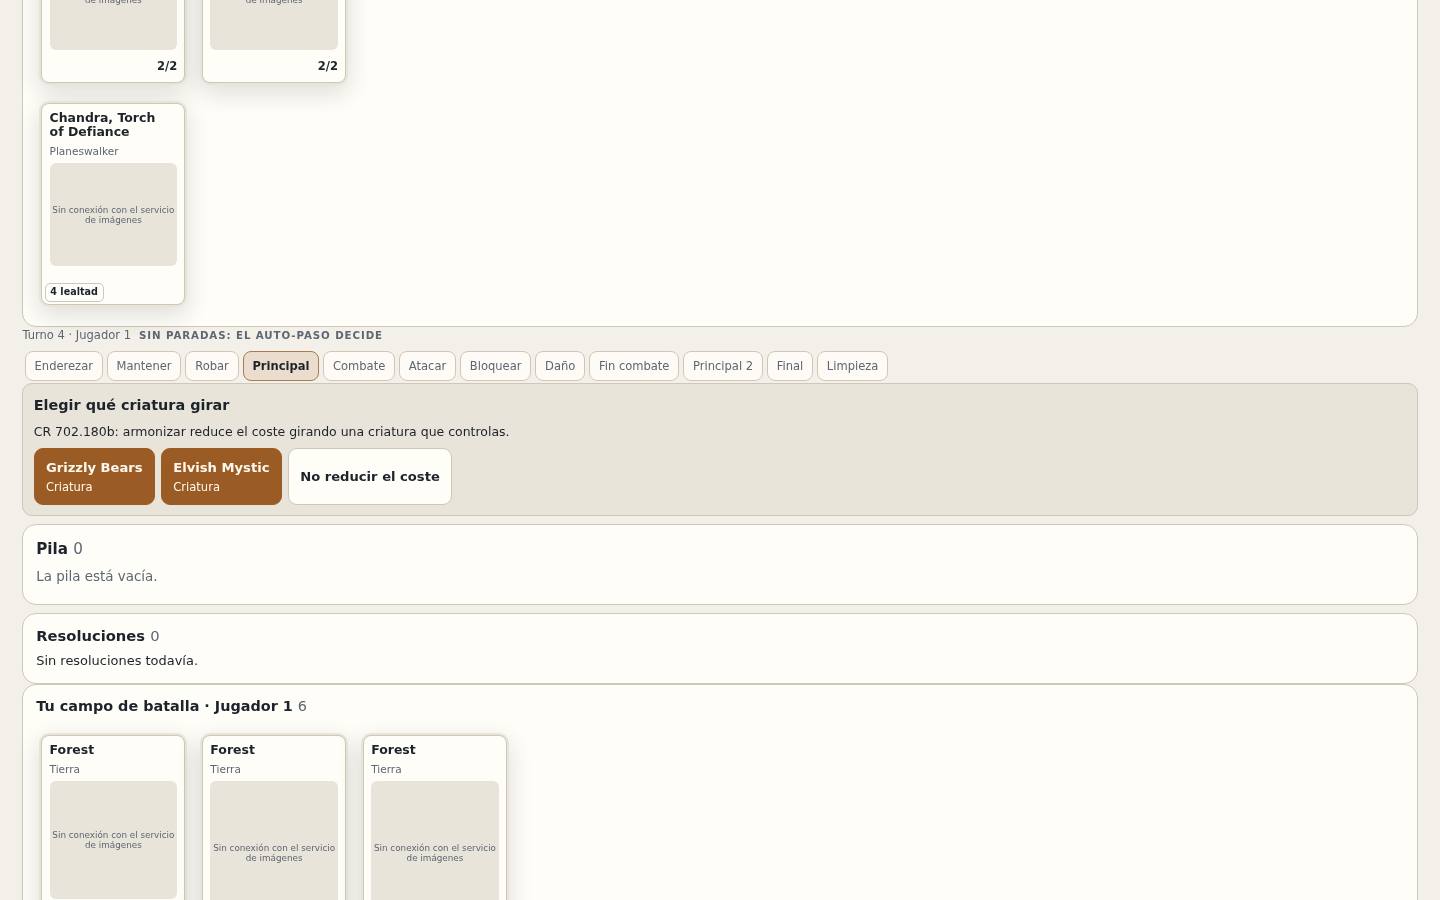 de imágenes
de imágenes
2/2
2/2
Chandra, Torch
of Defiance
Planeswalker
Sin conexión con el servicio
de imágenes
4 lealtad
Turno 4 · Jugador 1 SIN PARADAS: EL AUTO-PASO DECIDE
Enderezar Mantener Robar Principal Combate Atacar Bloquear Daño Fin combate Principal 2 Final Limpieza
Elegir qué criatura girar
CR 702.180b: armonizar reduce el coste girando una criatura que controlas.
Grizzly Bears
Criatura
Elvish Mystic
Criatura
No reducir el coste
Pila 0
La pila está vacía.
Resoluciones 0
Sin resoluciones todavía.
Tu campo de batalla · Jugador 1 6
Forest
Tierra
Sin conexión con el servicio
de imágenes
Forest
Tierra
Sin conexión con el servicio
de imágenes
Forest
Tierra
Sin conexión con el servicio
de imágenes